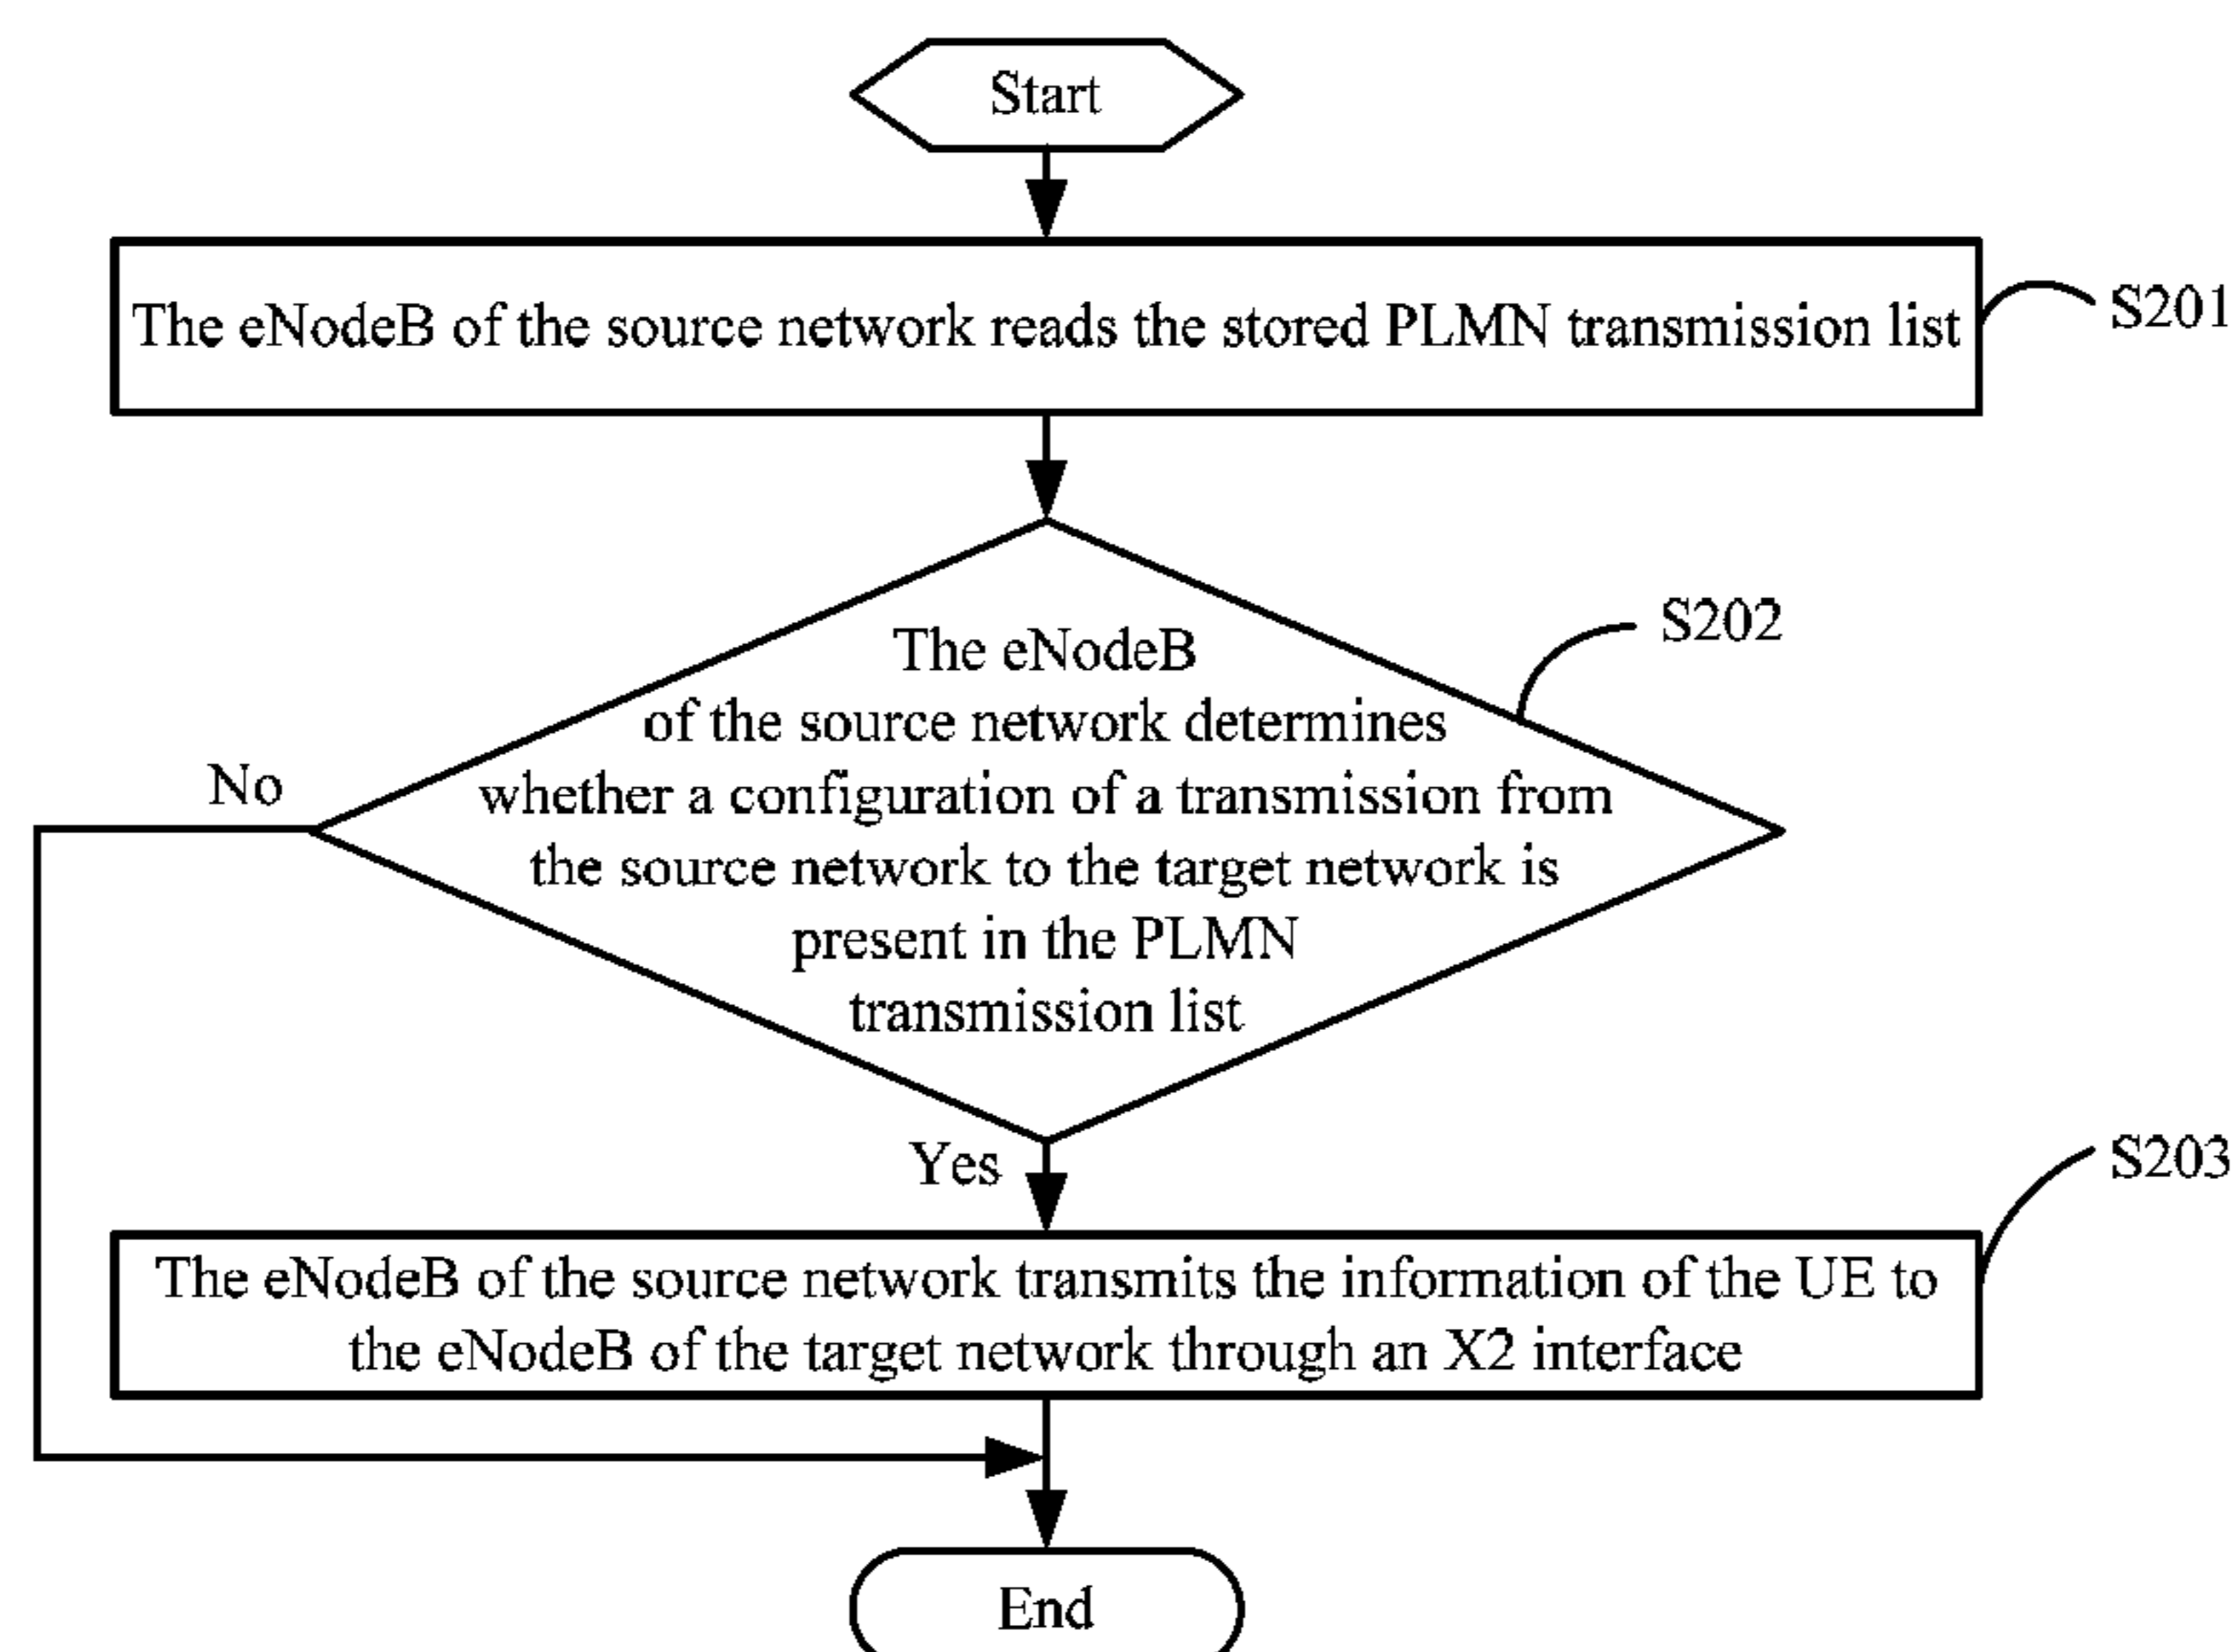 Start
The eNodeB of the source network reads the stored PLMN transmission list
S201
The eNodeB
of the source network determines
whether a configuration of a transmission from
the source network to the target network is
present in the PLMN
transmission list
S202
No
Yes
The eNodeB of the source network transmits the information of the UE to
the eNodeB of the target network through an X2 interface
S203
End